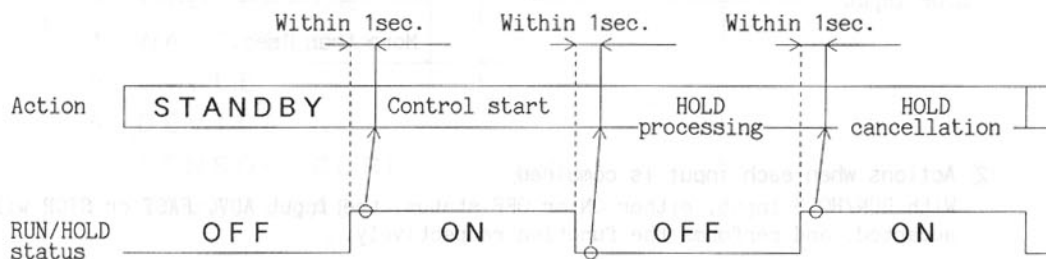 Within 1sec. Within 1sec. Within 1sec.
Action STANDBY Control start HOLD processing HOLD cancellation
RUN/HOLD status OFF ON OFF ON